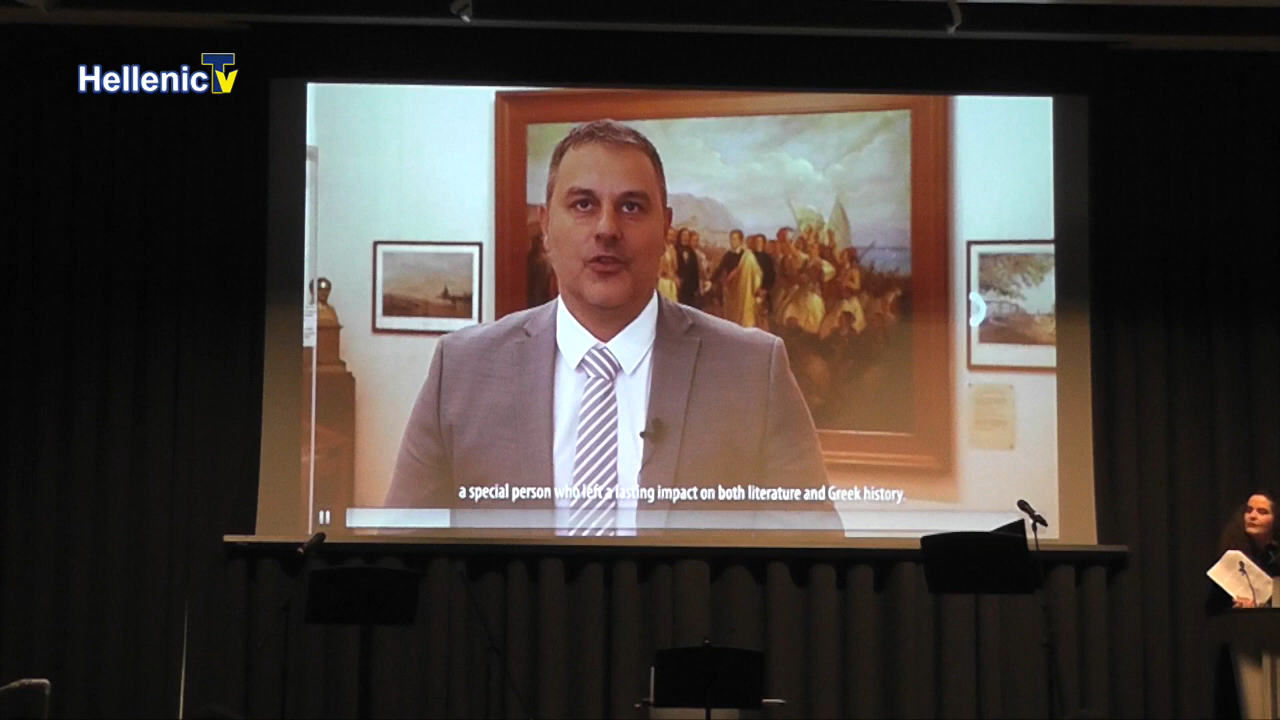 HellenicTv
a special person who left a lasting impact on both literature and Greek history.